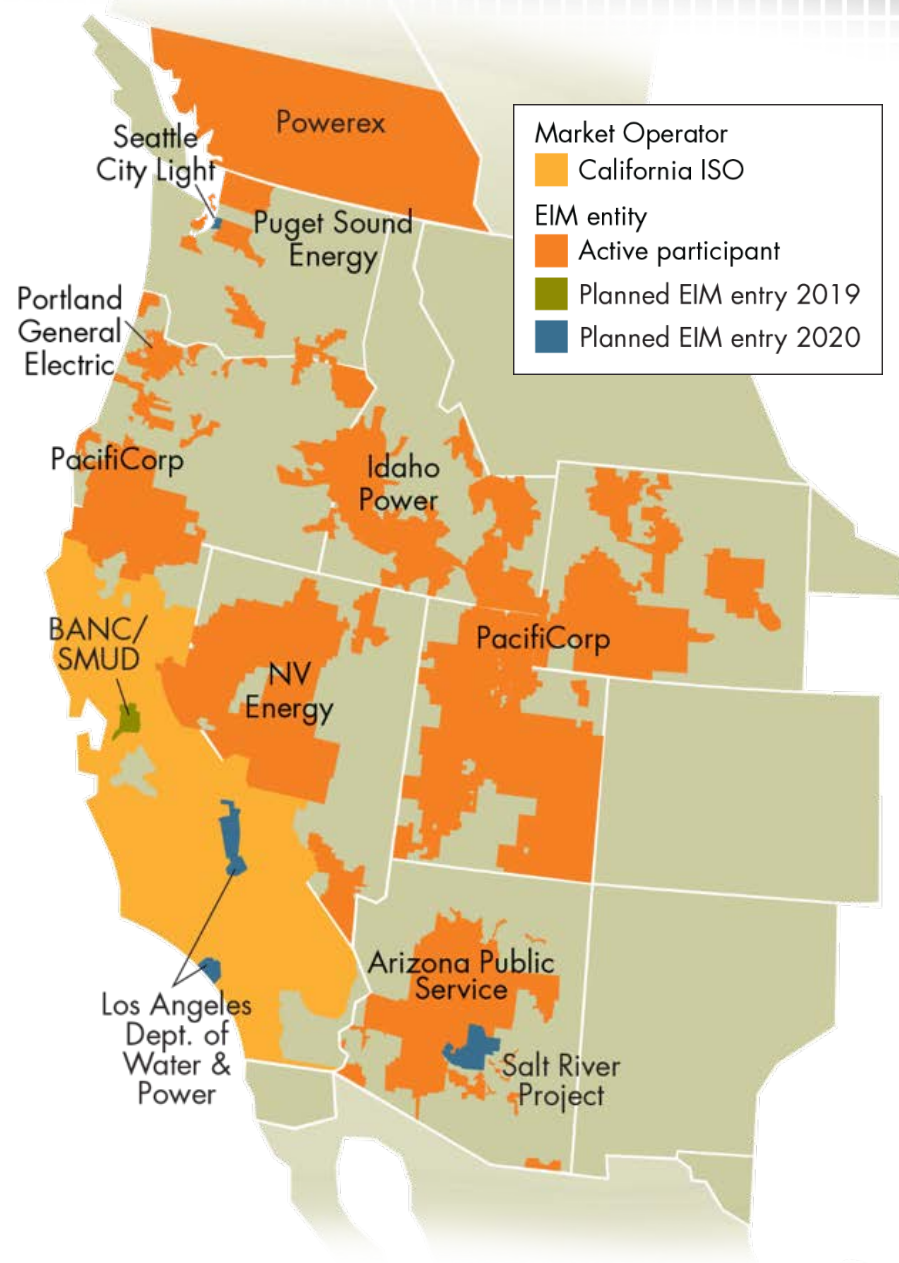 Powerex
Seattle
City Light
Puget Sound
Energy
Portland
General
Electric
PacifiCorp
Idaho
Power
BANC/
SMUD
NV
Energy
PacifiCorp
Los Angeles
Dept. of
Water &
Power
Arizona Public
Service
Salt River
Project
Market Operator
California ISO
EIM entity
Active participant
Planned EIM entry 2019
Planned EIM entry 2020